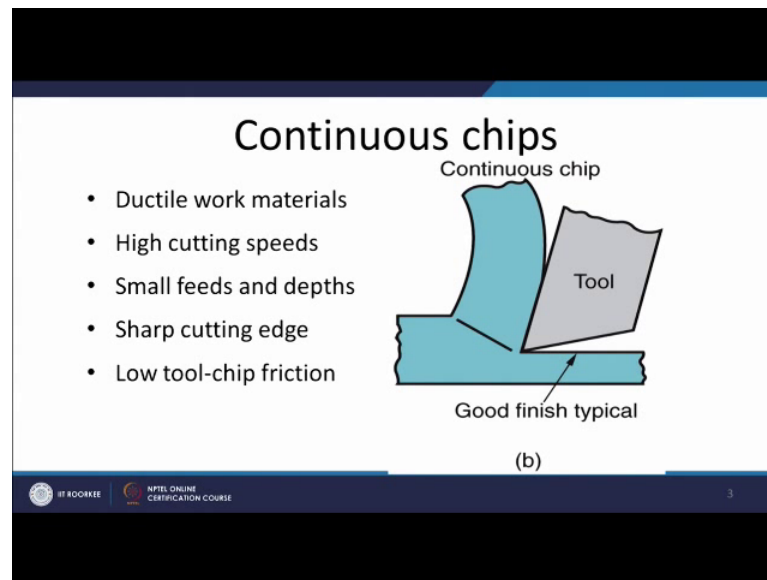 Continuous chips
• Ductile work materials
• High cutting speeds
• Small feeds and depths
• Sharp cutting edge
• Low tool-chip friction
Continuous chip
Tool
Good finish typical
(b)
IIT ROORKEE
NPTEL ONLINE
CERTIFICATION COURSE
3